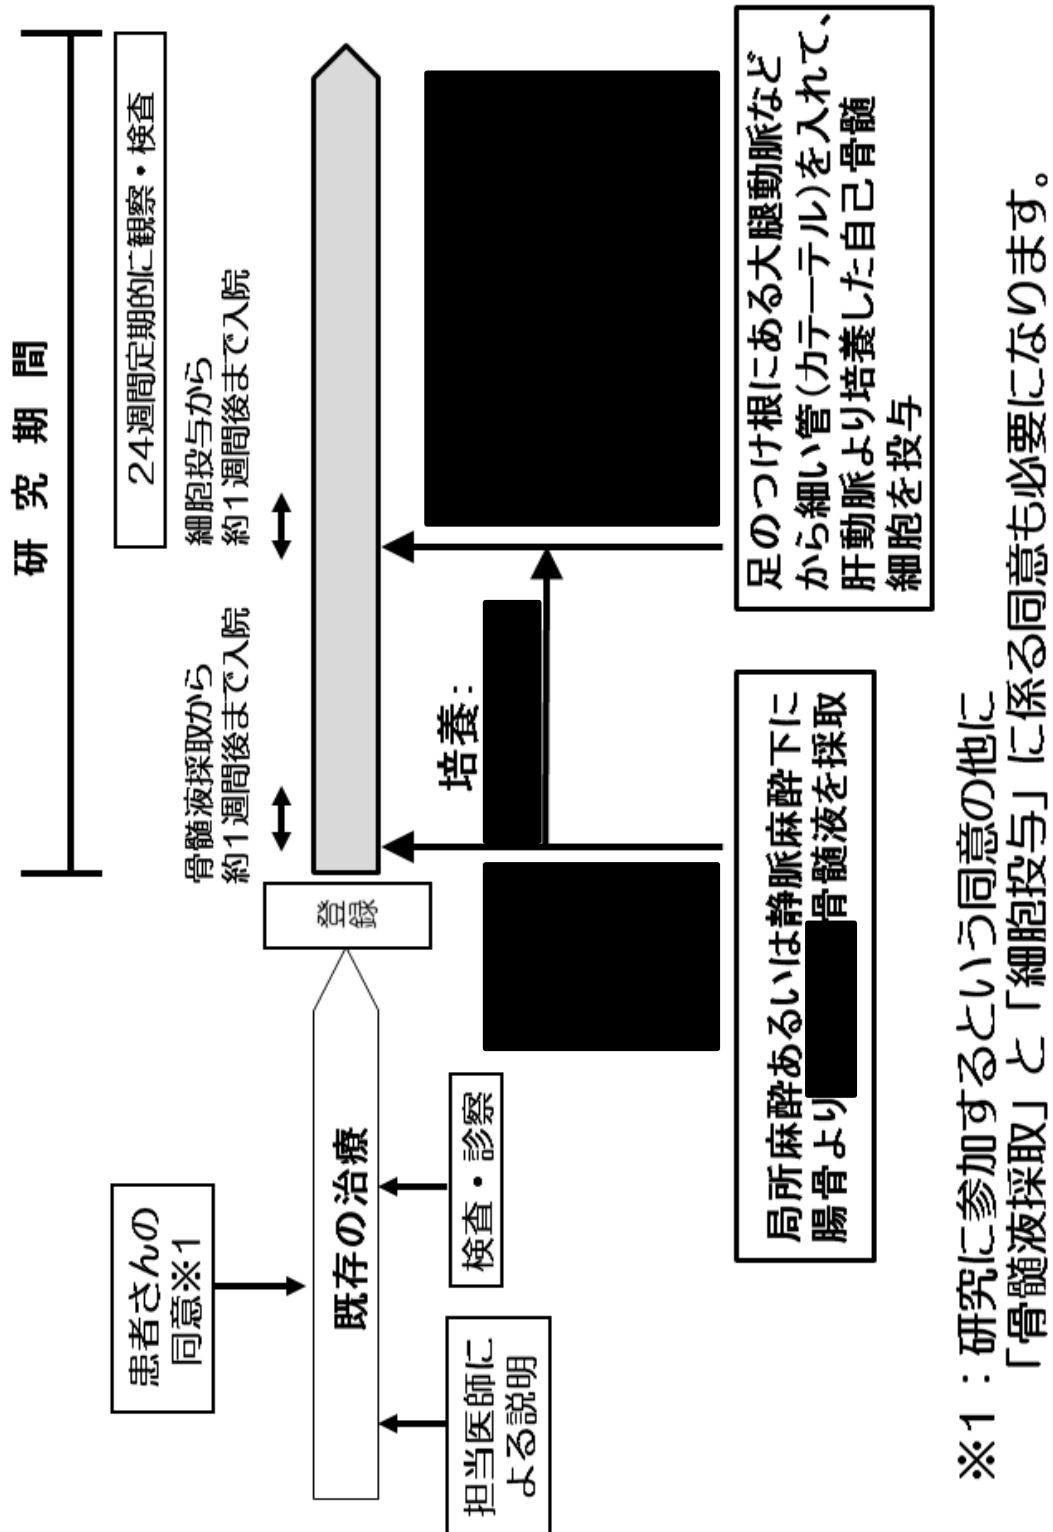 研 究 期 間
24週間定期的に観察・検査
骨髄液採取から
約1週間後まで入院
細胞投与から
約1週間後まで入院
患者さんの
同意※1
既存の治療
登録
担当医師に
よる説明
検査・診察
培養:
局所麻酔あるいは静脈麻酔下に
腸骨より
骨髄液を採取
足のつけ根にある大腿動脈など
から細い管(カテーテル)を入れて、
肝動脈より培養した自己骨髄
細胞を投与
※1：研究に参加するという同意の他に
「骨髄液採取」と「細胞投与」に係る同意も必要になります。